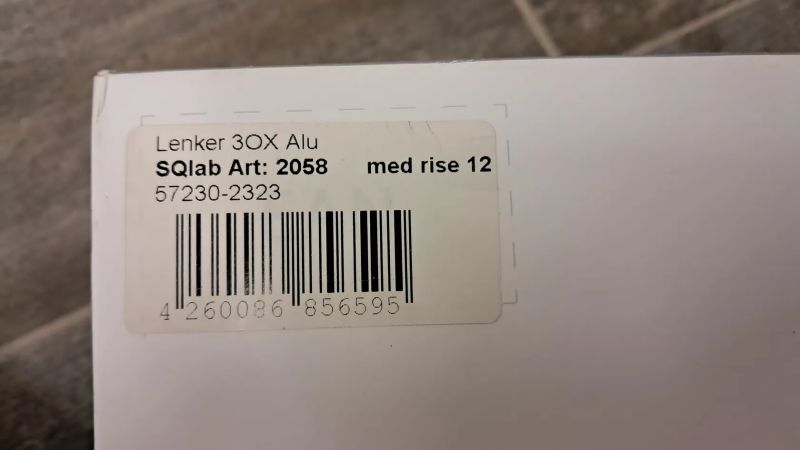 Lenker 3OX Alu
SQlab Art: 2058 med rise 12
57230-2323
4 260086 856595